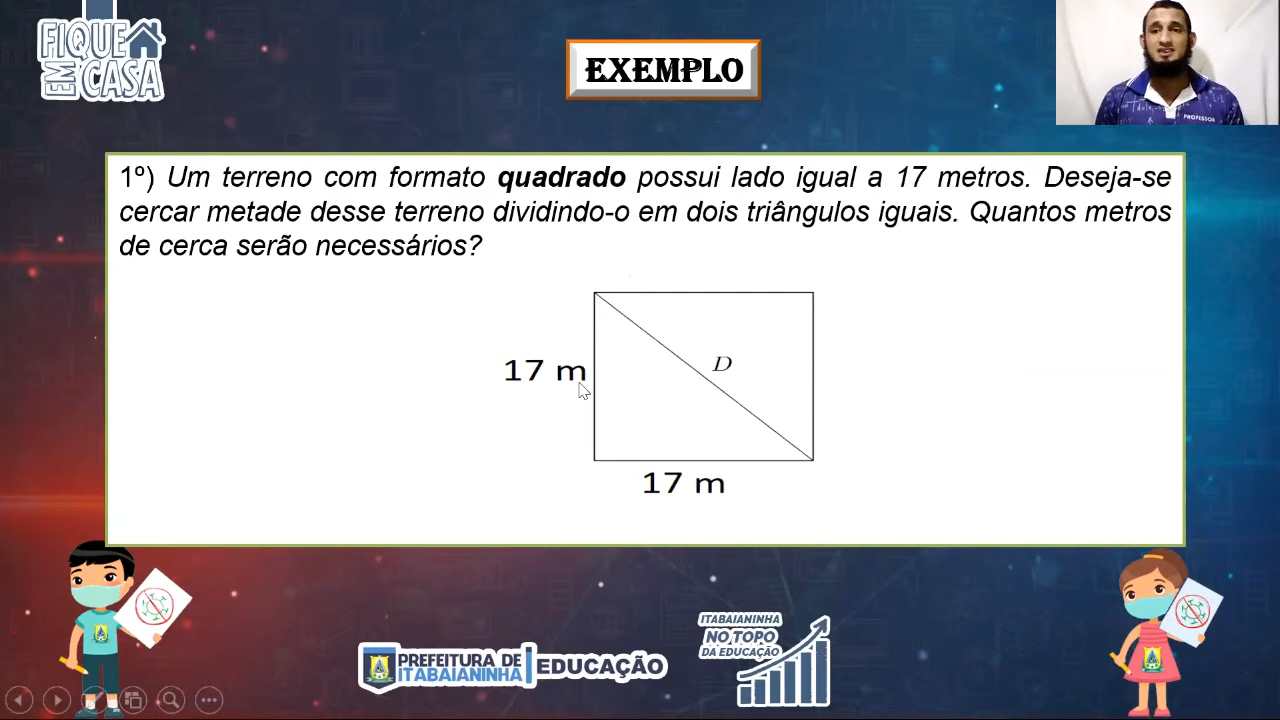 FIQUE
EM CASA
EXEMPLO
PROFESSOR
1º) Um terreno com formato quadrado possui lado igual a 17 metros. Deseja-se
cercar metade desse terreno dividindo-o em dois triângulos iguais. Quantos metros
de cerca serão necessários?
17 m
D
17 m
PREFEITURA DE
ITABAIANINHA
EDUCAÇÃO
ITABAIANINHA
NO TOPO
DA EDUCAÇÃO